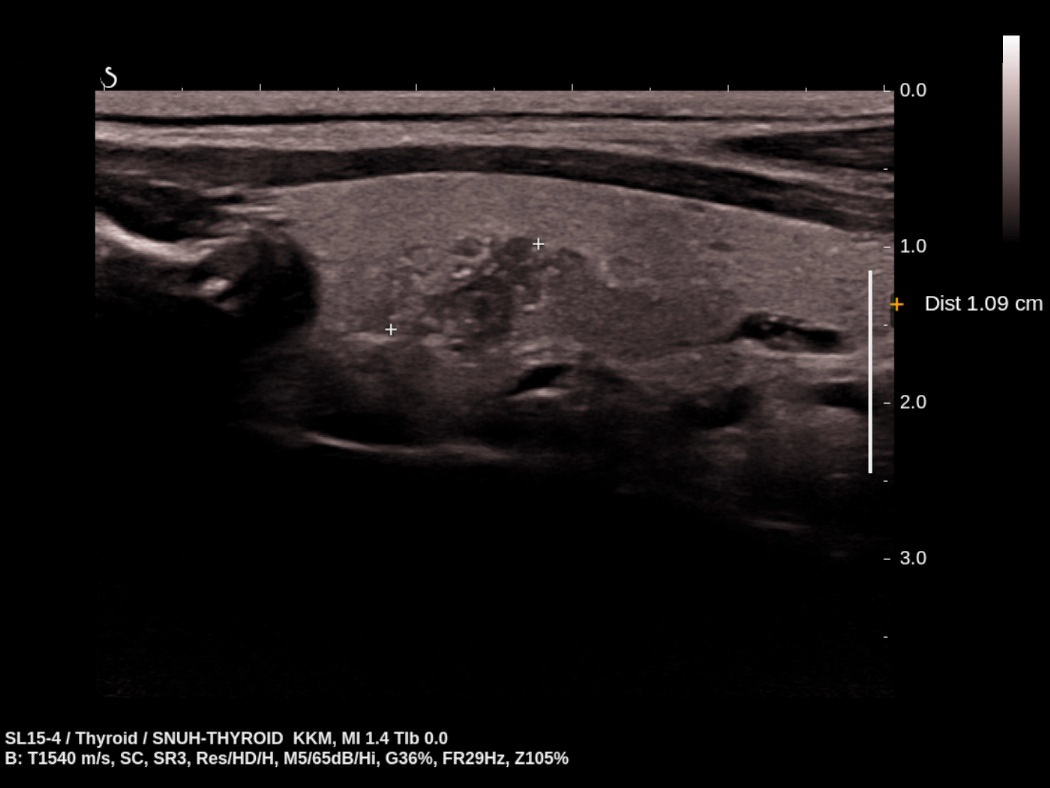 S
0.0
1.0
Dist 1.09 cm
2.0
3.0
SL15-4 / Thyroid / SNUH-THYROID  KKM, MI 1.4 TIb 0.0
B: T1540 m/s, SC, SR3, Res/HD/H, M5/65dB/Hi, G36%, FR29Hz, Z105%